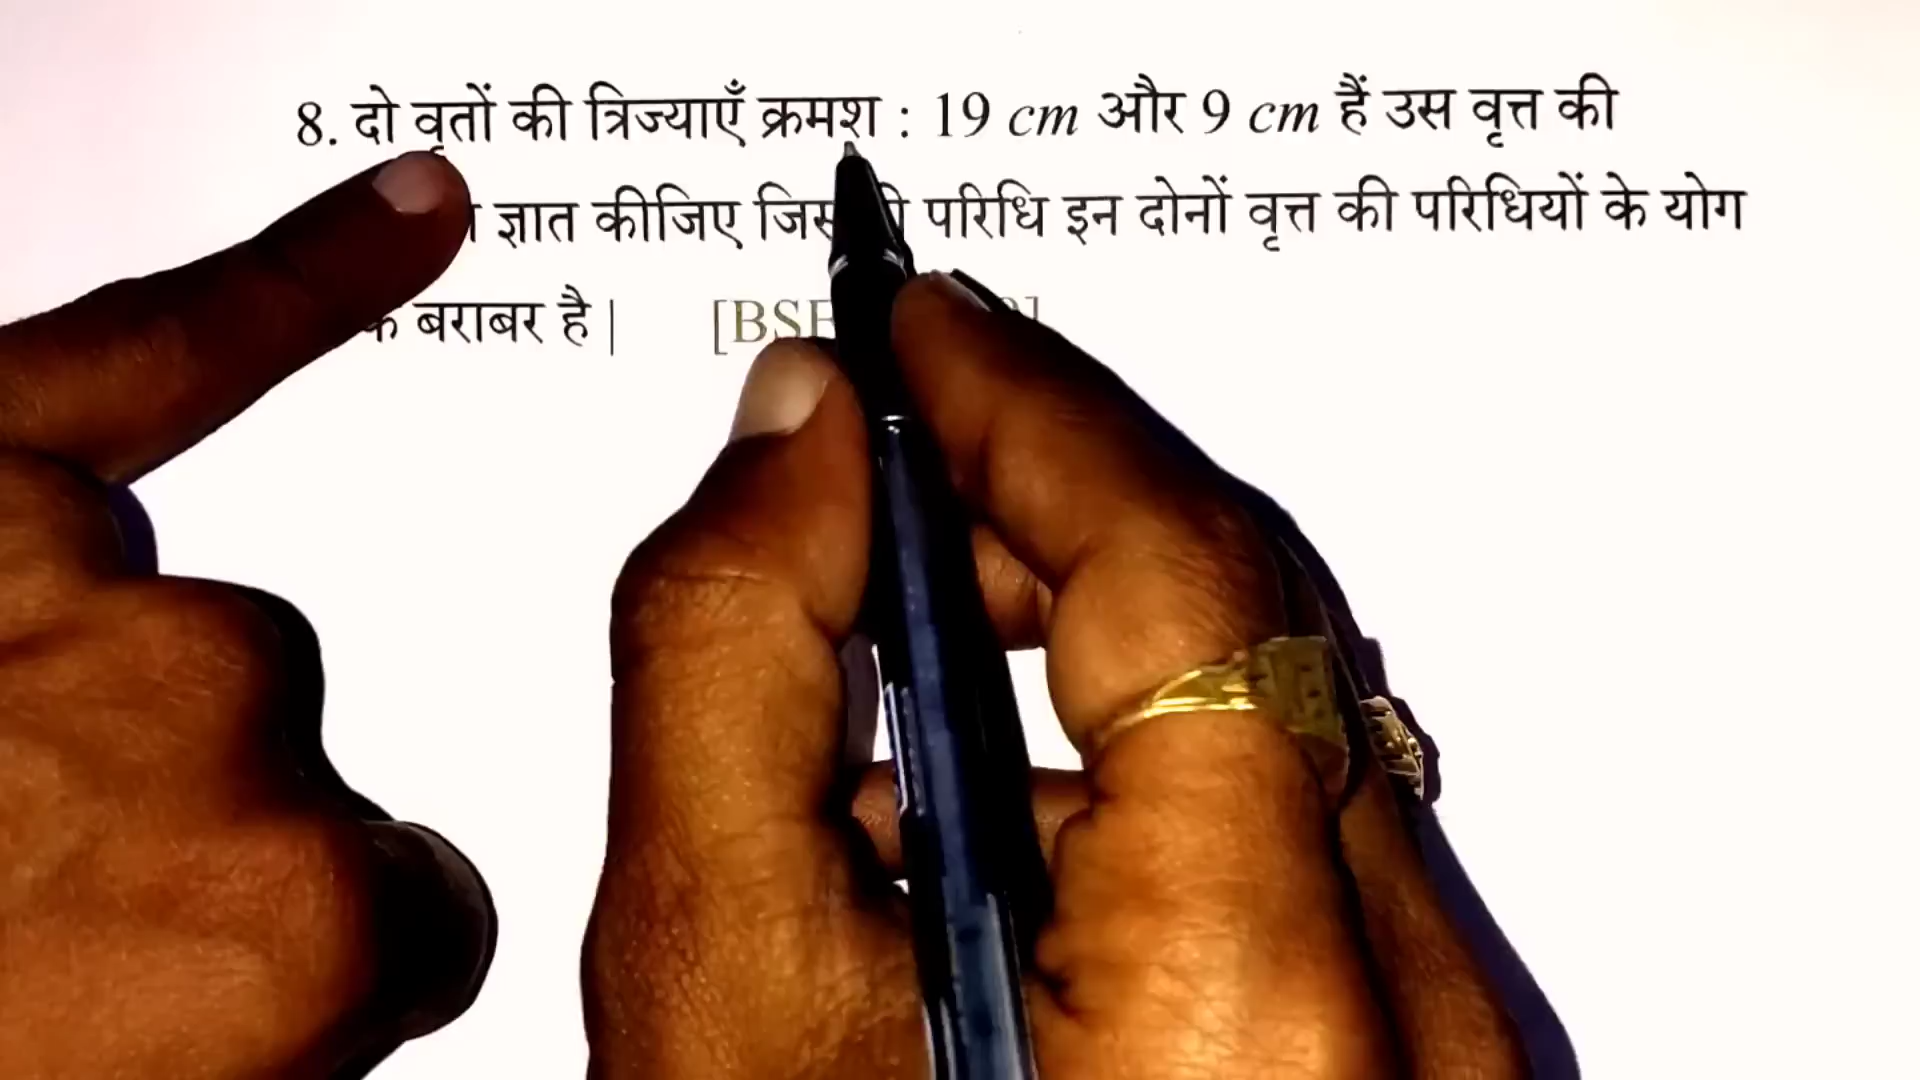 8. दो वृतों की त्रिज्याएँ क्रमश : 19 cm और 9 cm हैं उस वृत्त की
ज्ञात कीजिए परिधि इन दोनों वृत्त की परिधियों के योग
बराबर है |